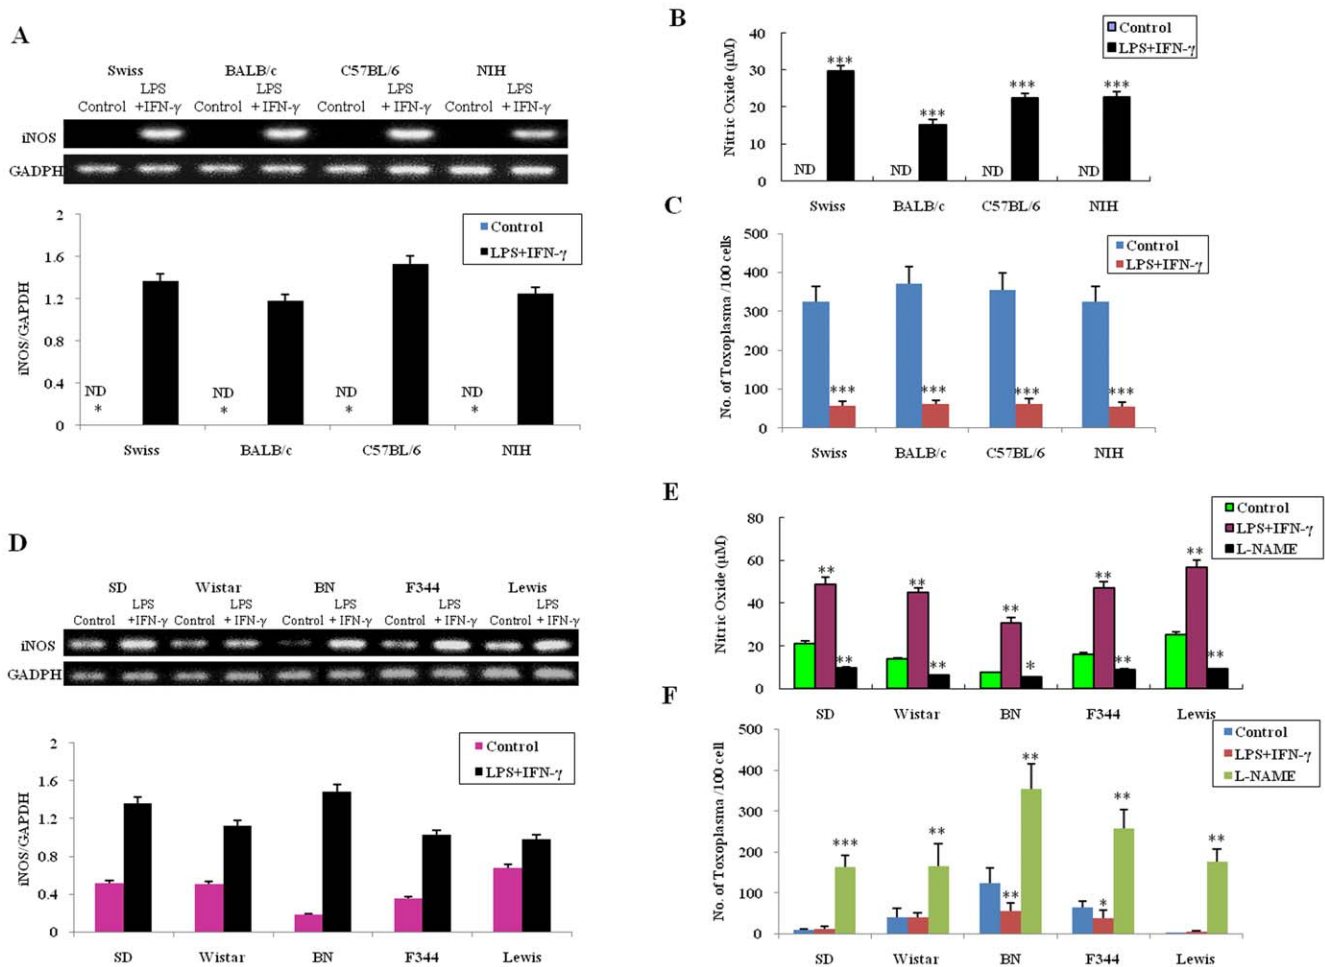 A
Swiss BALB/c C57BL/6 NIH
LPS LPS LPS LPS
Control +IFN-γ Control + IFN-γ Control + IFN-γ Control + IFN-γ
iNOS
GADPH
2
1.6
1.2
0.8
0.4
0
iNOS/GAPDH
Control
LPS+IFN-γ
ND ND ND ND
* * * *
Swiss BALB/c C57BL/6 NIH
B
Control
LPS+IFN-γ
40
30
20
10
0
Nitric Oxide (µM)
*** *** *** ***
ND ND ND ND
Swiss BALB/c C57BL/6 NIH
C
Control
LPS+IFN-γ
500
400
300
200
100
0
No. of Toxoplasma /100 cells
*** *** *** ***
Swiss BALB/c C57BL/6 NIH
D
SD Wistar BN F344 Lewis
LPS LPS LPS LPS LPS
Control +IFN-γ Control + IFN-γ Control + IFN-γ Control + IFN-γ Control + IFN-γ
iNOS
GADPH
2
1.6
1.2
0.8
0.4
0
iNOS/GAPDH
Control
LPS+IFN-γ
SD Wistar BN F344 Lewis
E
Control
LPS+IFN-γ
L-NAME
80
60
40
20
0
Nitric Oxide (µM)
** ** ** ** **
** ** * ** **
SD Wistar BN F344 Lewis
F
Control
LPS+IFN-γ
L-NAME
500
400
300
200
100
0
No. of Toxoplasma /100 cell
*** ** ** ** **
** *
SD Wistar BN F344 Lewis